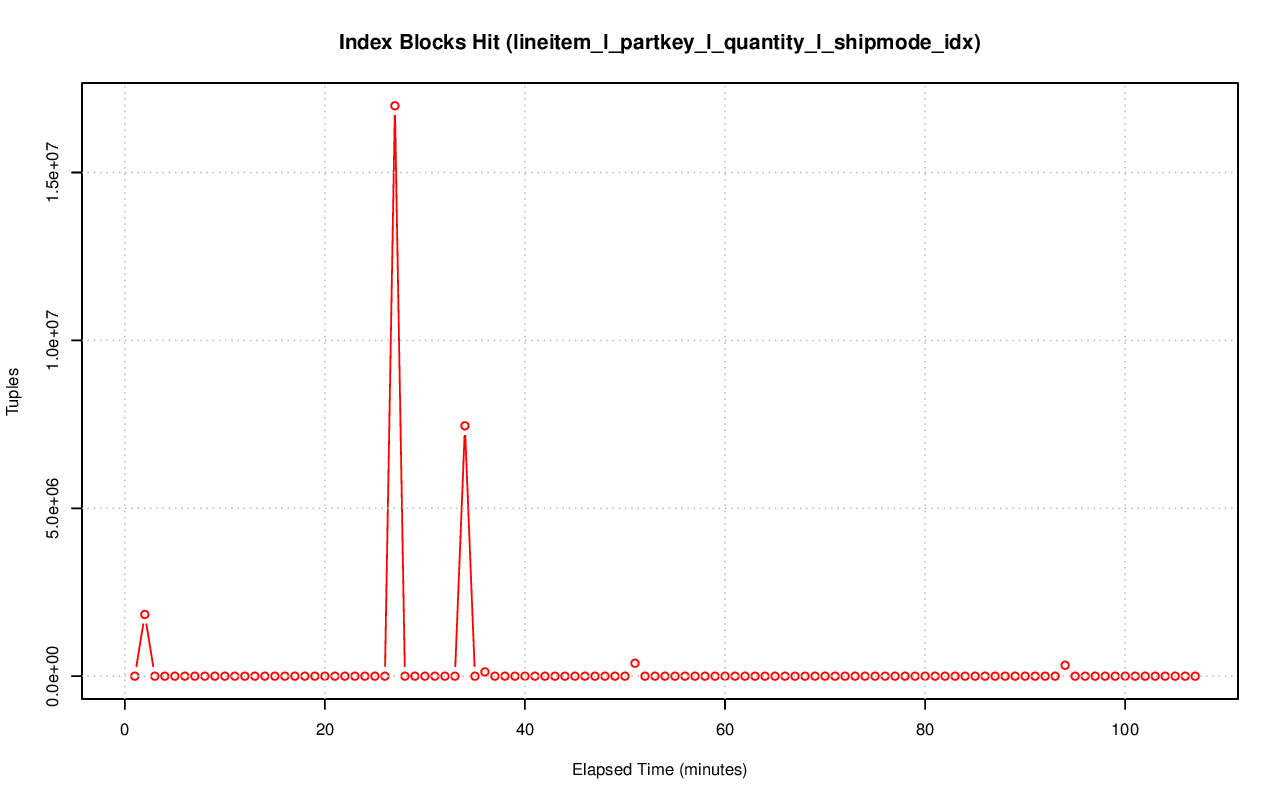 Index Blocks Hit (lineitem_l_partkey_l_quantity_l_shipmode_idx)
Tuples
1.5e+07
1.0e+07
5.0e+06
0.0e+00
0 20 40 60 80 100
Elapsed Time (minutes)